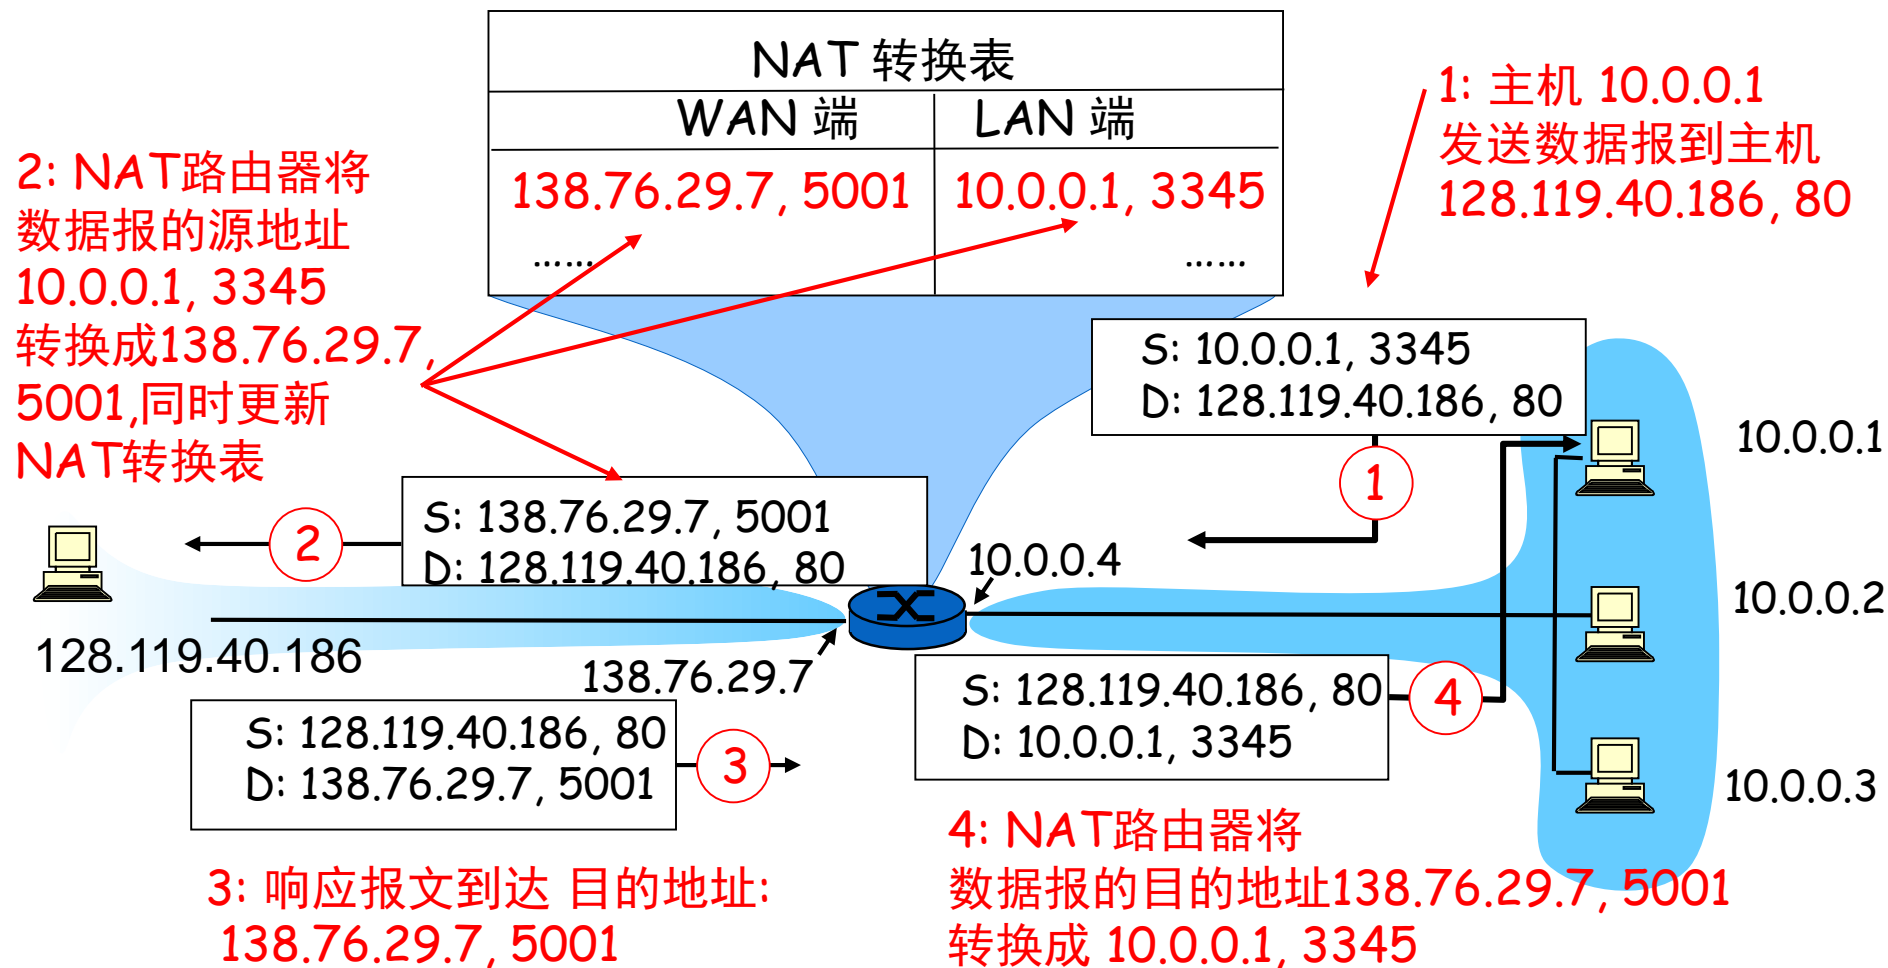 NAT 转换表
WAN 端 LAN 端
138.76.29.7, 5001 10.0.0.1, 3345
…… ……
1: 主机 10.0.0.1
发送数据报到主机
128.119.40.186, 80
2: NAT路由器将
数据报的源地址
10.0.0.1, 3345
转换成138.76.29.7,
5001,同时更新
NAT转换表
S: 10.0.0.1, 3345
D: 128.119.40.186, 80
1
10.0.0.1
S: 138.76.29.7, 5001
D: 128.119.40.186, 80
2
10.0.0.4
10.0.0.2
128.119.40.186
138.76.29.7
S: 128.119.40.186, 80
D: 10.0.0.1, 3345
4
S: 128.119.40.186, 80
D: 138.76.29.7, 5001
3
10.0.0.3
3: 响应报文到达 目的地址:
138.76.29.7, 5001
4: NAT路由器将
数据报的目的地址138.76.29.7, 5001
转换成 10.0.0.1, 3345